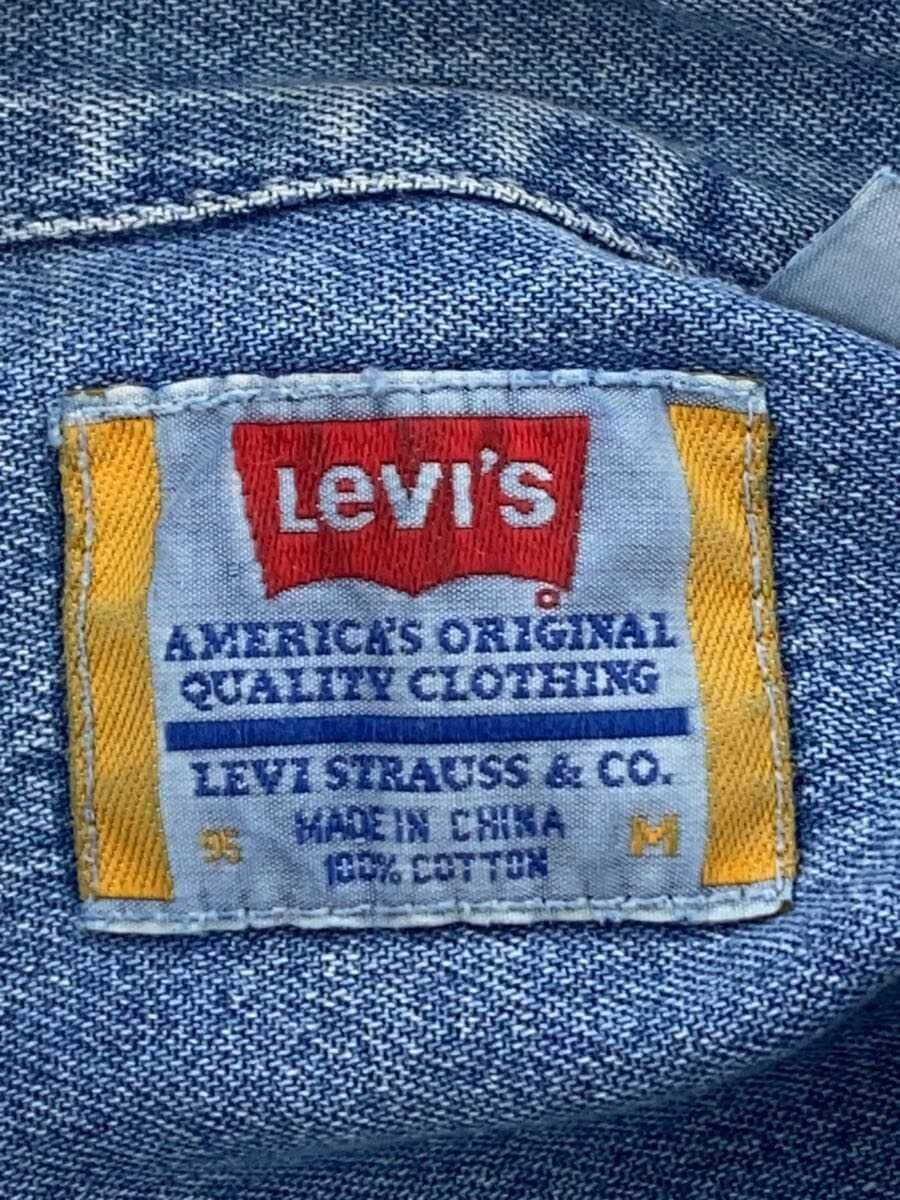 LEVI'S
AMERICA'S ORIGINAL
QUALITY CLOTHING
LEVI STRAUSS & CO.
MADE IN CHINA
95 M
100% COTTON